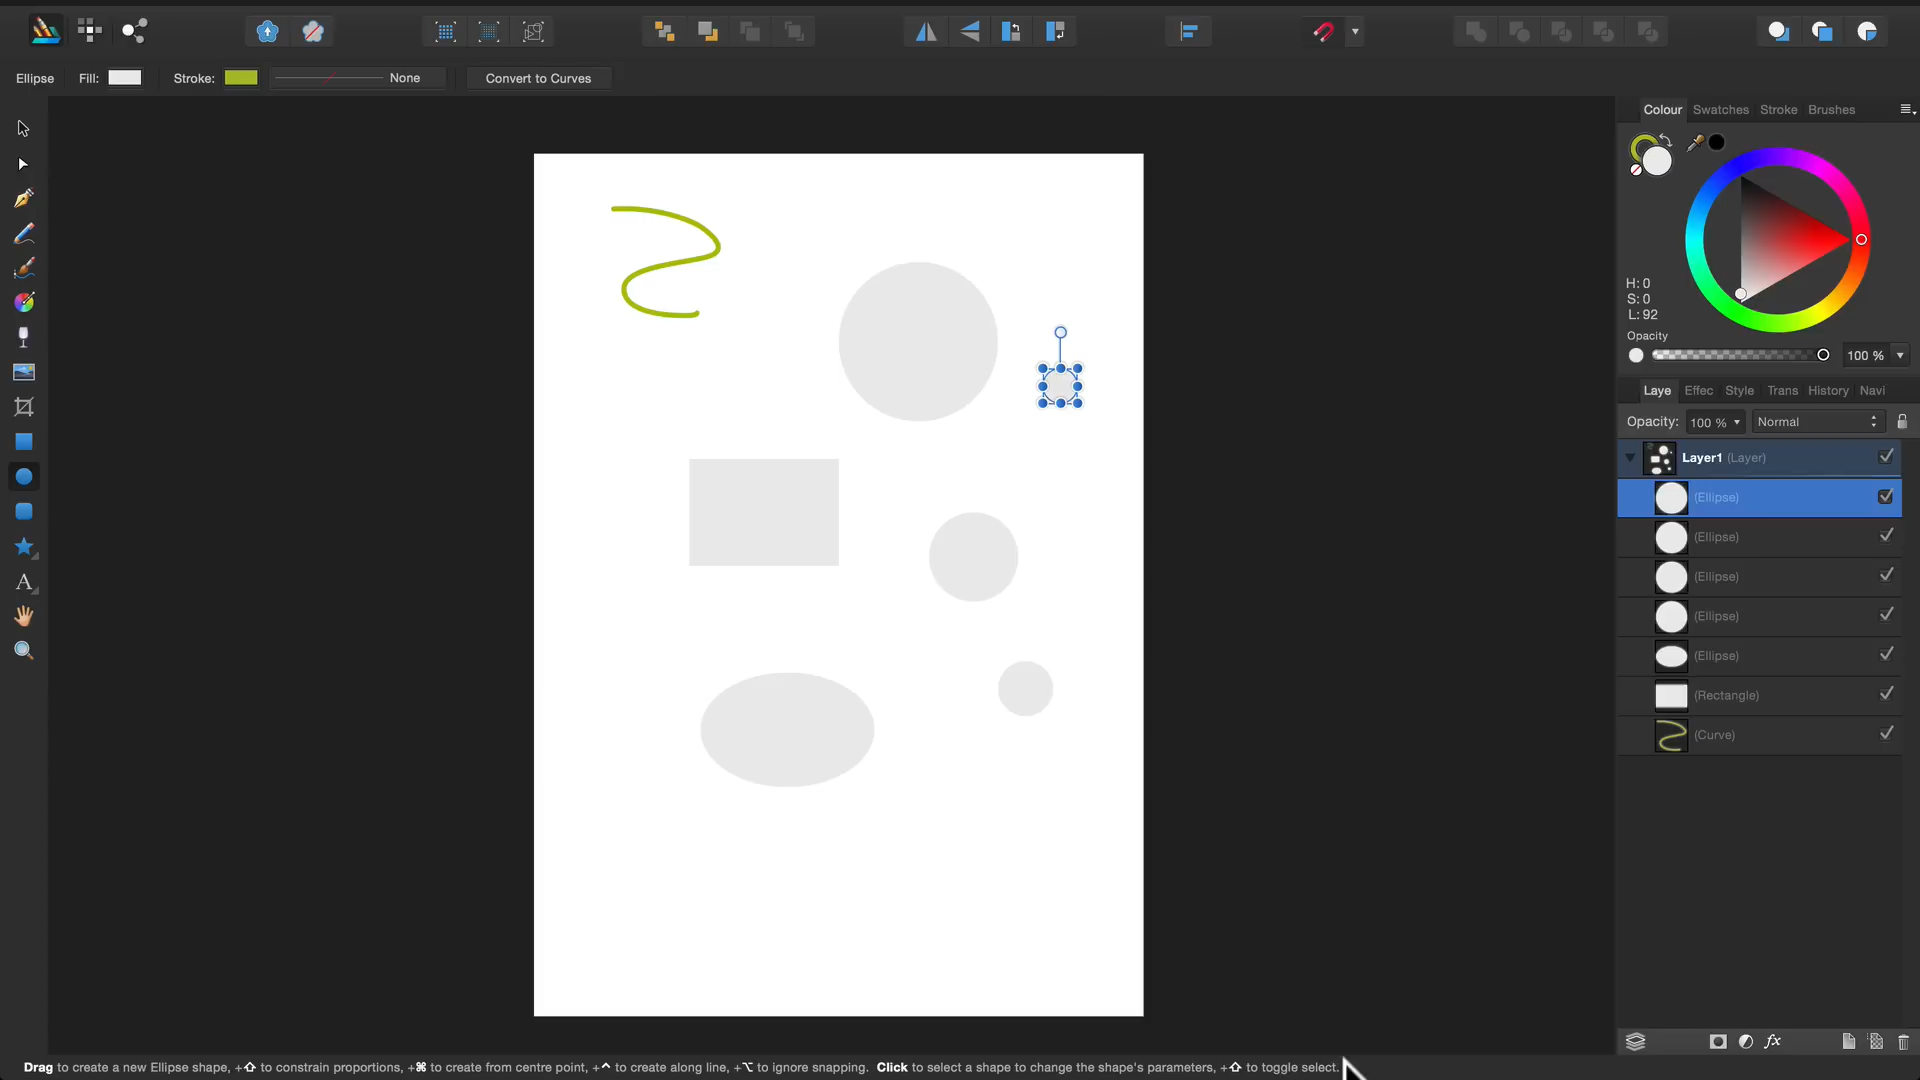 Ellipse Fill: Stroke: None Convert to Curves
Colour Swatches Stroke Brushes
H: 0
S: 0
L: 92
Opacity
100 %
Laye Effec Style Trans History Navi
Opacity: 100 % Normal
Layer1 (Layer)
(Ellipse)
(Ellipse)
(Ellipse)
(Ellipse)
(Ellipse)
(Rectangle)
(Curve)
A
fx
Drag to create a new Ellipse shape, +⇧ to constrain proportions, +⌘ to create from centre point, +⌃ to create along line, +⌥ to ignore snapping. Click to select a shape to change the shape's parameters, +⇧ to toggle select.